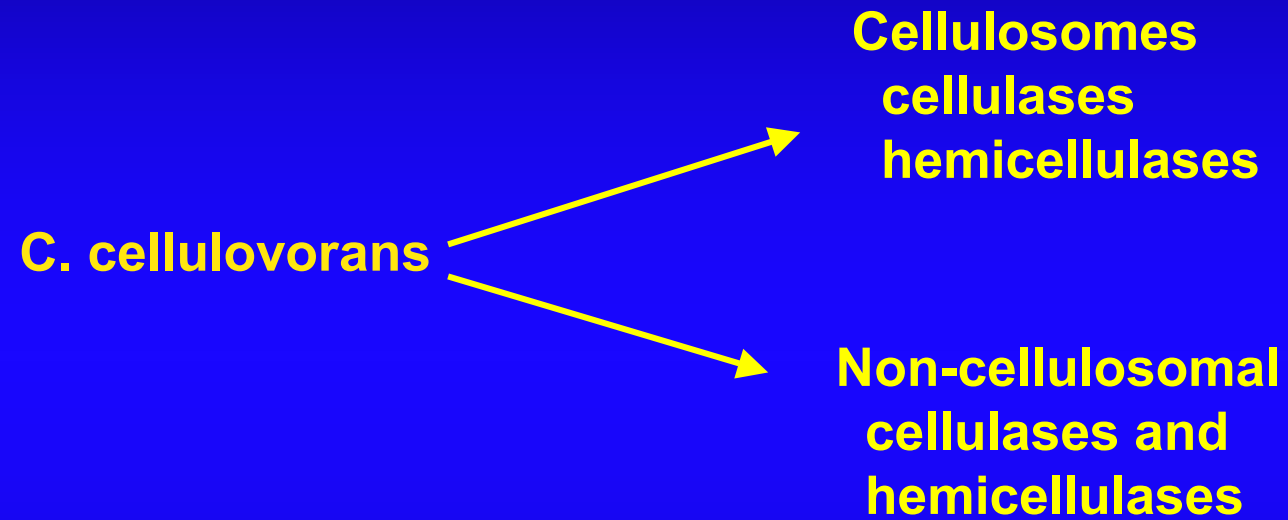 Cellulosomes
cellulases
hemicellulases
C. cellulovorans
Non-cellulosomal
cellulases and
hemicellulases